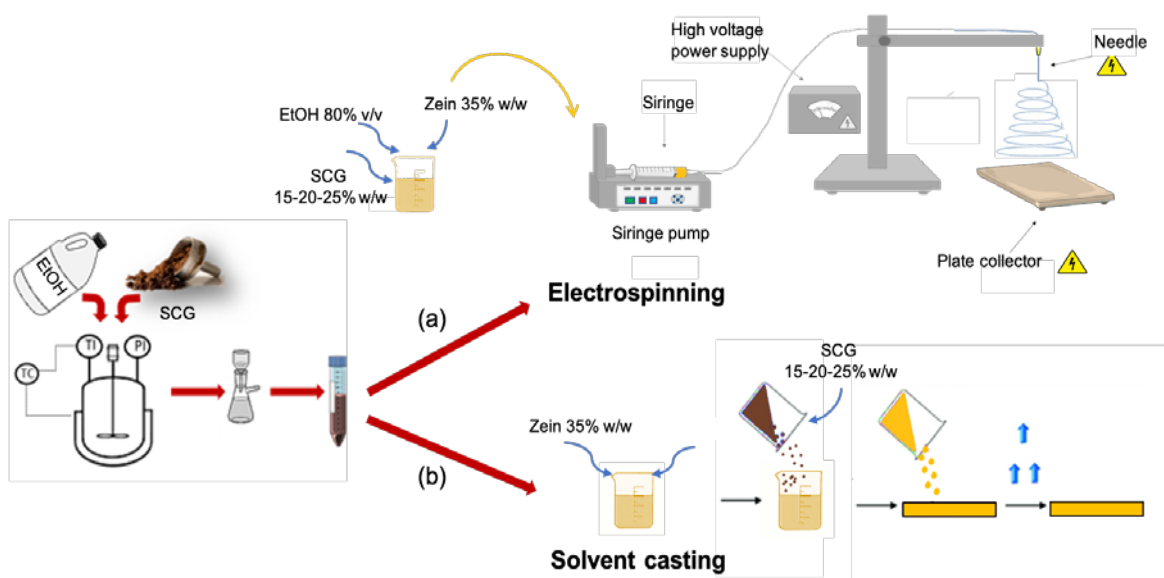 High voltage
power supply
Needle
Siringe
Zein 35% w/w
EtOH 80% v/v
SCG
15-20-25% w/w
Siringe pump
Plate collector
Electrospinning
EtOH
SCG
(a)
TI
PI
TC
SCG
15-20-25% w/w
Zein 35% w/w
(b)
Solvent casting